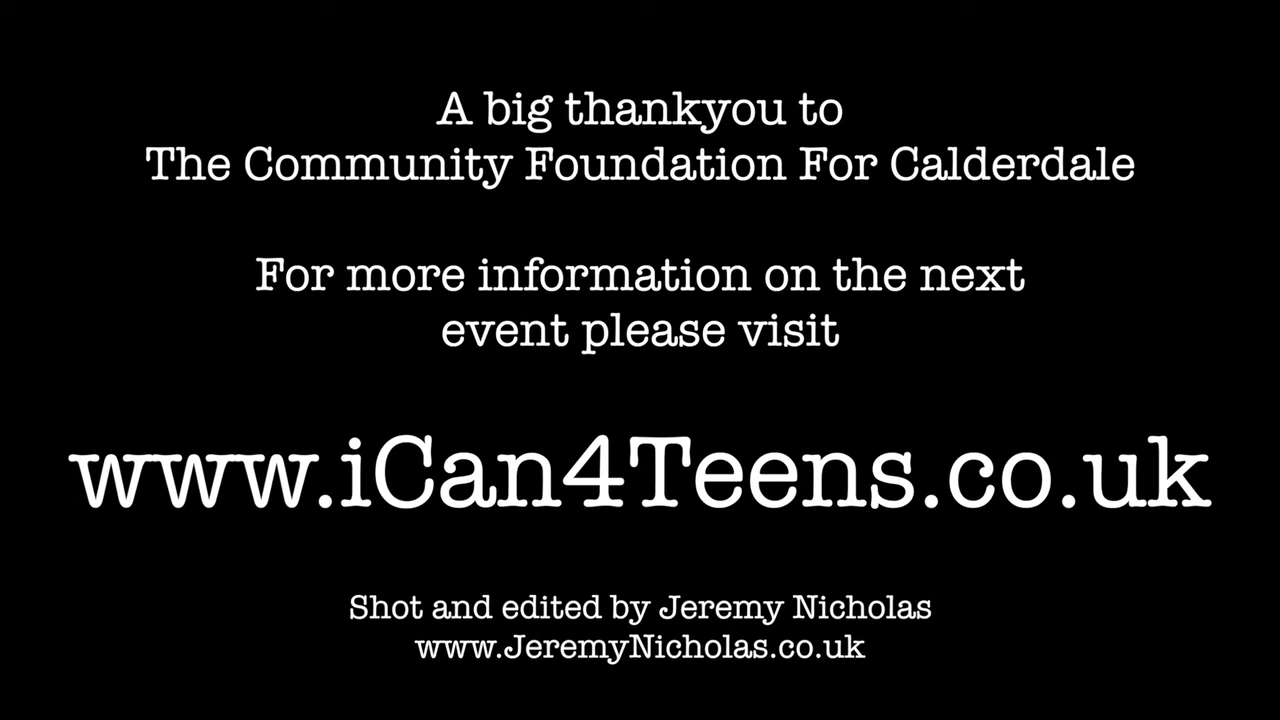 A big thankyou to
The Community Foundation For Calderdale
For more information on the next
event please visit
www.iCan4Teens.co.uk
Shot and edited by Jeremy Nicholas
www.JeremyNicholas.co.uk